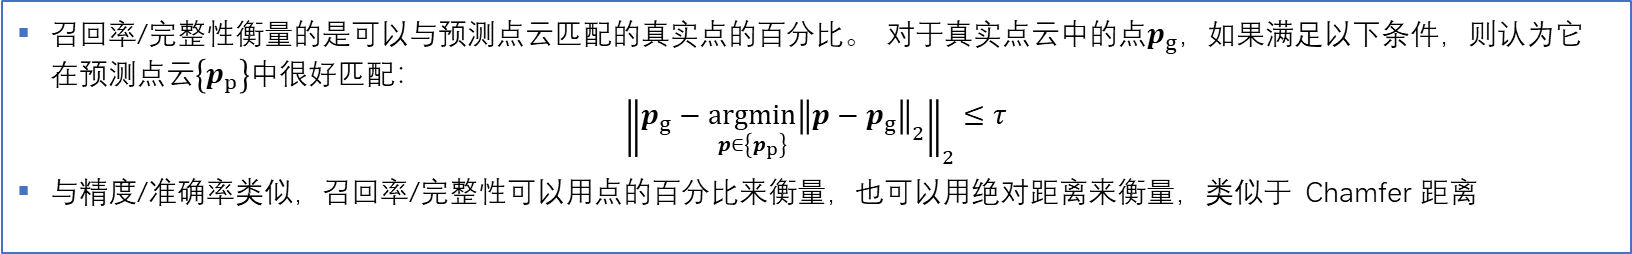 ▪ 召回率/完整性衡量的是可以与预测点云匹配的真实点的百分比。 对于真实点云中的点𝒑g，如果满足以下条件，则认为它
在预测点云{𝒑p}中很好匹配：
‖𝒑g − argmin𝒑∈{𝒑p}‖𝒑 − 𝒑g‖2‖2 ≤ τ
▪ 与精度/准确率类似，召回率/完整性可以用点的百分比来衡量，也可以用绝对距离来衡量，类似于 Chamfer 距离